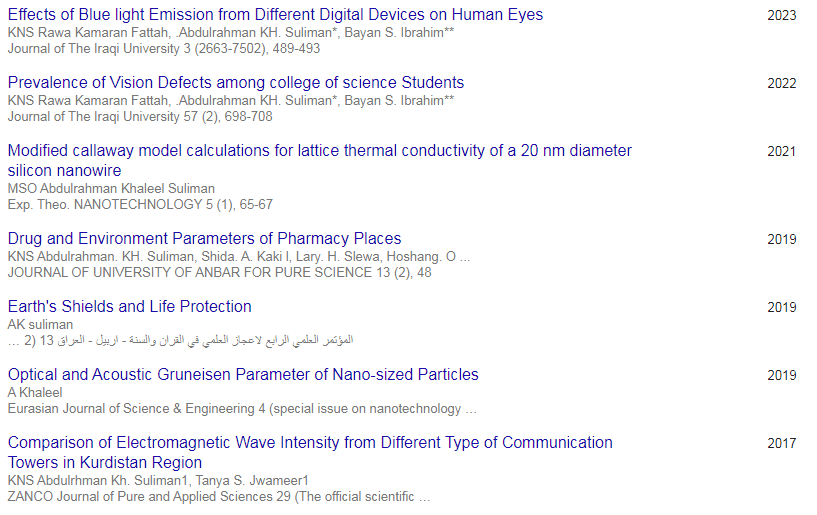 Effects of Blue light Emission from Different Digital Devices on Human Eyes 2023
KNS Rawa Kamaran Fattah, .Abdulrahman KH. Suliman*, Bayan S. Ibrahim**
Journal of The Iraqi University 3 (2663-7502), 489-493
Prevalence of Vision Defects among college of science Students 2022
KNS Rawa Kamaran Fattah, .Abdulrahman KH. Suliman*, Bayan S. Ibrahim**
Journal of The Iraqi University 57 (2), 698-708
Modified callaway model calculations for lattice thermal conductivity of a 20 nm diameter 2021
silicon nanowire
MSO Abdulrahman Khaleel Suliman
Exp. Theo. NANOTECHNOLOGY 5 (1), 65-67
Drug and Environment Parameters of Pharmacy Places 2019
KNS Abdulrahman. KH. Suliman, Shida. A. Kaki I, Lary. H. Slewa, Hoshang. O ...
JOURNAL OF UNIVERSITY OF ANBAR FOR PURE SCIENCE 13 (2), 48
Earth's Shields and Life Protection 2019
AK suliman
المؤتمر العلمي الرابع لاعجاز العلمي في القران والسنة - اربيل - العراق 13 (2 ...
Optical and Acoustic Gruneisen Parameter of Nano-sized Particles 2019
A Khaleel
Eurasian Journal of Science & Engineering 4 (special issue on nanotechnology ...
Comparison of Electromagnetic Wave Intensity from Different Type of Communication 2017
Towers in Kurdistan Region
KNS Abdulrhman Kh. Suliman1, Tanya S. Jwameer1
ZANCO Journal of Pure and Applied Sciences 29 (The official scientific ...